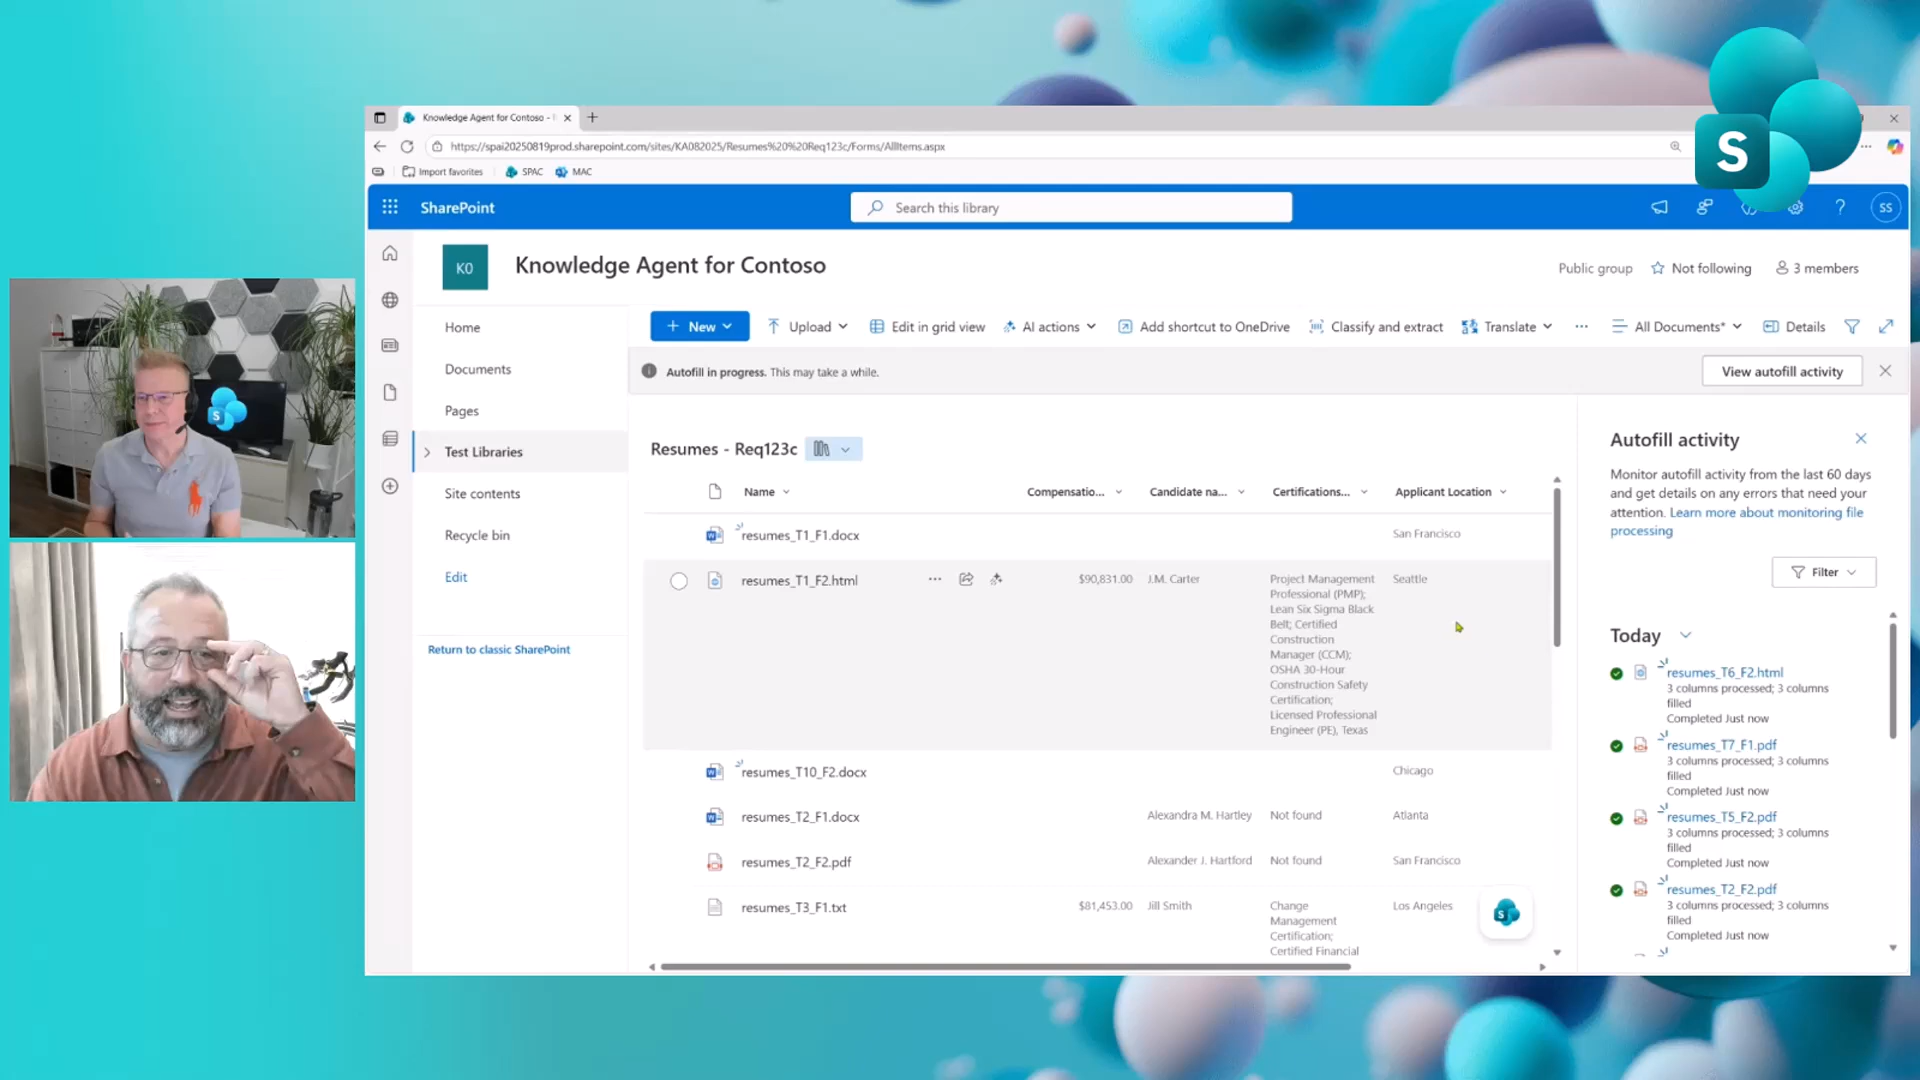 Knowledge Agent for Contoso -
https://spai20250819prod.sharepoint.com/sites/KA082025/Resumes%20%20Req123c/Forms/AllItems.aspx
Import favorites
SPAC
MAC
S
SharePoint
Search this library
?
SS
K0
Knowledge Agent for Contoso
Public group
Not following
3 members
Home
Documents
Pages
Test Libraries
Site contents
Recycle bin
Edit
Return to classic SharePoint
+ New
Upload
Edit in grid view
AI actions
Add shortcut to OneDrive
Classify and extract
Translate
...
All Documents*
Details
Autofill in progress. This may take a while.
View autofill activity
Resumes - Req123c
Name
Compensatio...
Candidate na...
Certifications...
Applicant Location
resumes_T1_F1.docx
San Francisco
resumes_T1_F2.html
...
$90,831.00
J.M. Carter
Project Management
Professional (PMP);
Lean Six Sigma Black
Belt; Certified
Construction
Manager (CCM);
OSHA 30-Hour
Construction Safety
Certification;
Licensed Professional
Engineer (PE), Texas
Seattle
resumes_T10_F2.docx
Chicago
resumes_T2_F1.docx
Alexandra M. Hartley
Not found
Atlanta
resumes_T2_F2.pdf
Alexander J. Hartford
Not found
San Francisco
resumes_T3_F1.txt
$81,453.00
Jill Smith
Change
Management
Certification;
Certified Financial
Los Angeles
S
Autofill activity
Monitor autofill activity from the last 60 days
and get details on any errors that need your
attention. Learn more about monitoring file
processing
Filter
Today
resumes_T6_F2.html
3 columns processed; 3 columns
filled
Completed Just now
resumes_T7_F1.pdf
3 columns processed; 3 columns
filled
Completed Just now
resumes_T5_F2.pdf
3 columns processed; 3 columns
filled
Completed Just now
resumes_T2_F2.pdf
3 columns processed; 3 columns
filled
Completed Just now
S